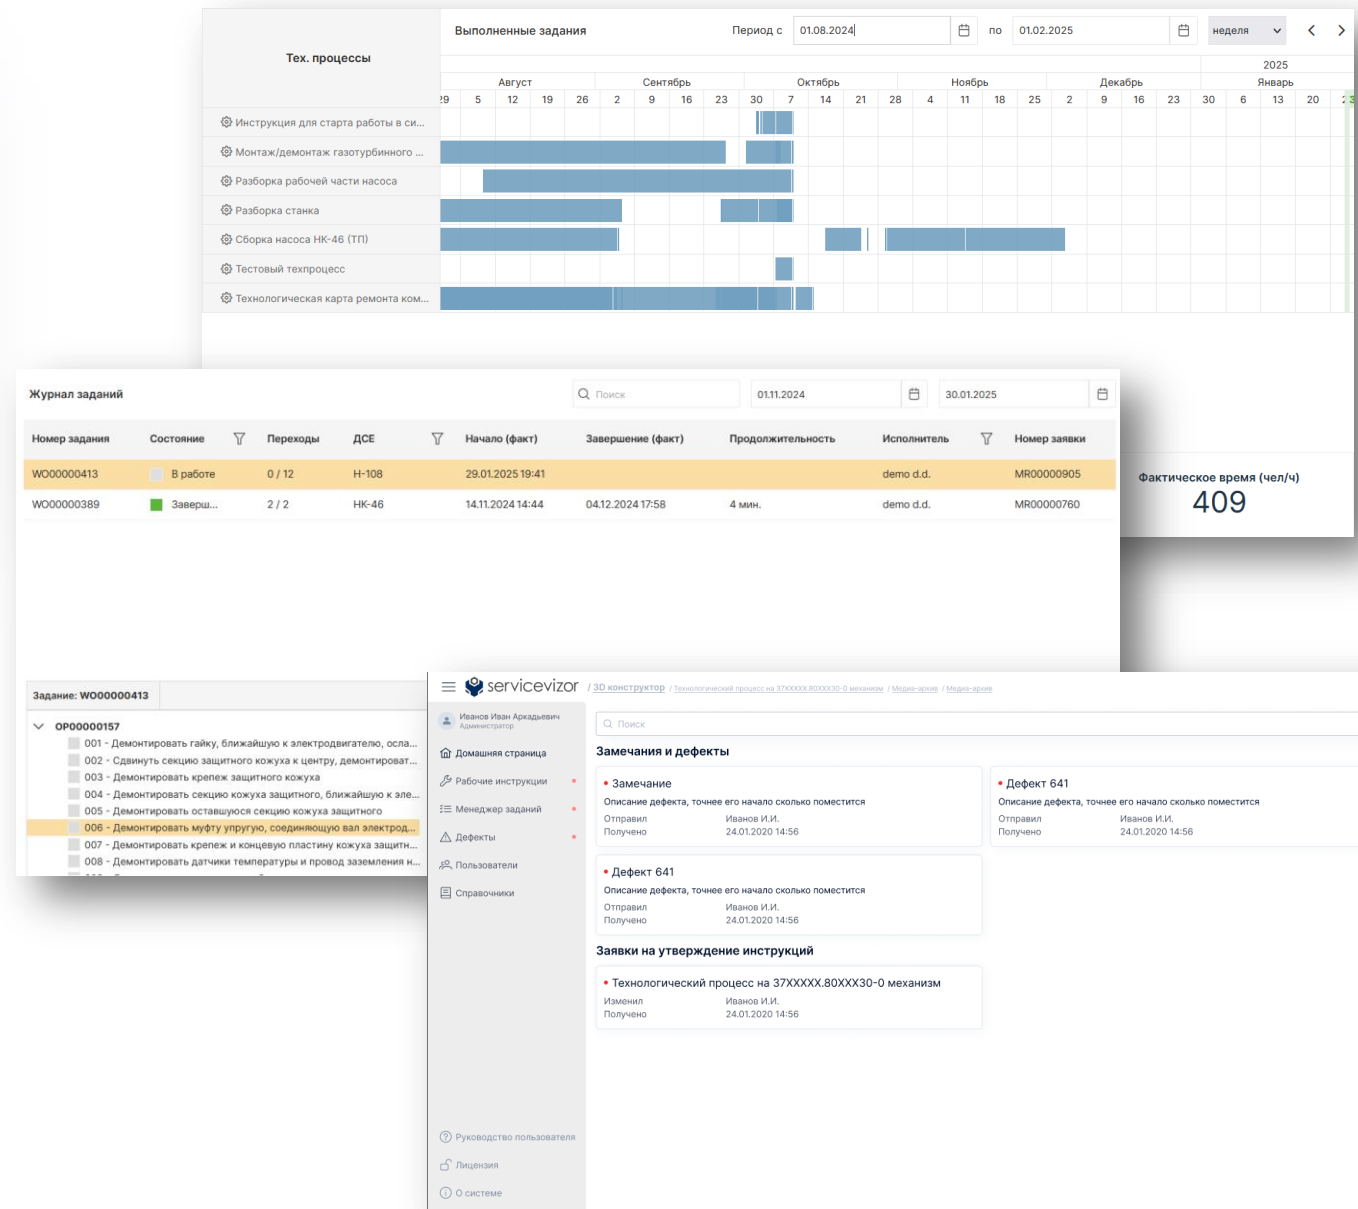 Тех. процессы
Выполненные задания
Период с 01.08.2024 по 01.02.2025 неделя
2025
Август Сентябрь Октябрь Ноябрь Декабрь Январь
29 5 12 19 26 2 9 16 23 30 7 14 21 28 4 11 18 25 2 9 16 23 30 6 13 20
Инструкция для старта работы в си...
Монтаж/демонтаж газотурбинного ...
Разборка рабочей части насоса
Разборка станка
Сборка насоса НК-46 (ТП)
Тестовый техпроцесс
Технологическая карта ремонта ком...
Фактическое время (чел/ч)
409
Журнал заданий Поиск 01.11.2024 30.01.2025
Номер задания Состояние Переходы ДСЕ Начало (факт) Завершение (факт) Продолжительность Исполнитель Номер заявки
WO00000413 В работе 0 / 12 Н-108 29.01.2025 19:41 demo d.d. MR00000905
WO00000389 Заверш... 2 / 2 НК-46 14.11.2024 14:44 04.12.2024 17:58 4 мин. demo d.d. MR00000760
Задание: WO00000413
OP00000157
001 - Демонтировать гайку, ближайшую к электродвигателю, осла...
002 - Сдвинуть секцию защитного кожуха к центру, демонтироват...
003 - Демонтировать крепеж защитного кожуха
004 - Демонтировать секцию кожуха защитного, ближайшую к эле...
005 - Демонтировать оставшуюся секцию кожуха защитного
006 - Демонтировать муфту упругую, соединяющую вал электрод...
007 - Демонтировать крепеж и концевую пластину кожуха защитн...
008 - Демонтировать датчики температуры и провод заземления н...
servicevizor / 3D конструктор / Технологический процесс на 37XXXXX.80XXX30-0 механизм / Медиа-архив / Медиа-архив
Иванов Иван Аркадьевич
Администратор
Домашняя страница
Рабочие инструкции
Менеджер заданий
Дефекты
Пользователи
Справочники
Руководство пользователя
Лицензия
О системе
Поиск
Замечания и дефекты
Замечание
Описание дефекта, точнее его начало сколько поместится
Отправил Иванов И.И.
Получено 24.01.2020 14:56
Дефект 641
Описание дефекта, точнее его начало сколько поместится
Отправил Иванов И.И.
Получено 24.01.2020 14:56
Дефект 641
Описание дефекта, точнее его начало сколько поместится
Отправил Иванов И.И.
Получено 24.01.2020 14:56
Заявки на утверждение инструкций
Технологический процесс на 37XXXXX.80XXX30-0 механизм
Изменил Иванов И.И.
Получено 24.01.2020 14:56